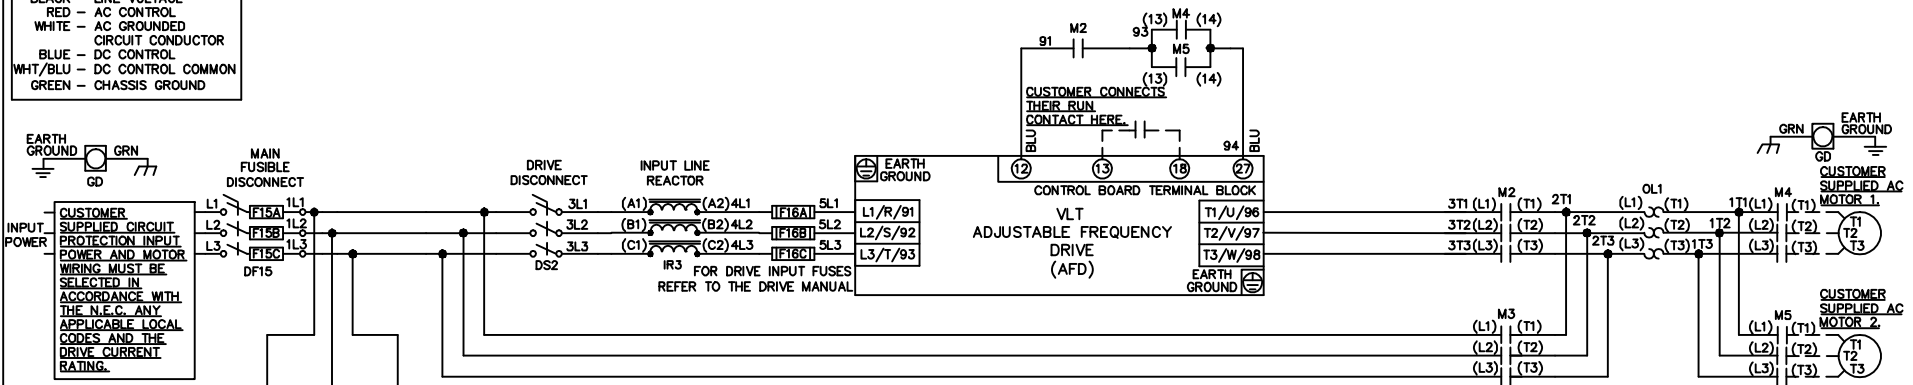 BLACK – LINE VOLTAGE
RED – AC CONTROL
WHITE – AC GROUNDED
CIRCUIT CONDUCTOR
BLUE – DC CONTROL
WHT/BLU – DC CONTROL COMMON
GREEN – CHASSIS GROUND
91
M2
93
(13) M4 (14)
M5
(13) (14)
CUSTOMER CONNECTS
THEIR RUN
CONTACT HERE.
BLU
94
BLU
12
13
18
27
CONTROL BOARD TERMINAL BLOCK
EARTH
GROUND
GRN
GD
MAIN
FUSIBLE
DISCONNECT
DRIVE
DISCONNECT
INPUT LINE
REACTOR
EARTH
GROUND
INPUT
POWER
CUSTOMER
SUPPLIED CIRCUIT
PROTECTION INPUT
POWER AND MOTOR
WIRING MUST BE
SELECTED IN
ACCORDANCE WITH
THE N.E.C. ANY
APPLICABLE LOCAL
CODES AND THE
DRIVE CURRENT
RATING.
L1 F15A 1L1
L2 F15B 1L2
L3 F15C 1L3
DF15
3L1
3L2
3L3
DS2
(A1) (A2) 4L1
(B1) (B2) 4L2
(C1) (C2) 4L3
IR3
F16A 5L1
F16B 5L2
F16C 5L3
FOR DRIVE INPUT FUSES
REFER TO THE DRIVE MANUAL
L1/R/91
L2/S/92
L3/T/93
VLT
ADJUSTABLE FREQUENCY
DRIVE
(AFD)
T1/U/96
T2/V/97
T3/W/98
EARTH
GROUND
M2
3T1 (L1) (T1) 2T1
3T2 (L2) (T2) 2T2
3T3 (L3) (T3) 2T3
OL1
(L1) (T1) 1T1
(L2) (T2) 1T2
(L3) (T3) 1T3
GRN
EARTH
GROUND
GD
CUSTOMER
SUPPLIED AC
MOTOR 1.
M4
(L1) (T1)
(L2) (T2)
(L3) (T3)
T1
T2
T3
M3
(L1) (T1)
(L2) (T2)
(L3) (T3)
CUSTOMER
SUPPLIED AC
MOTOR 2.
M5
(L1) (T1)
(L2) (T2)
(L3) (T3)
T1
T2
T3